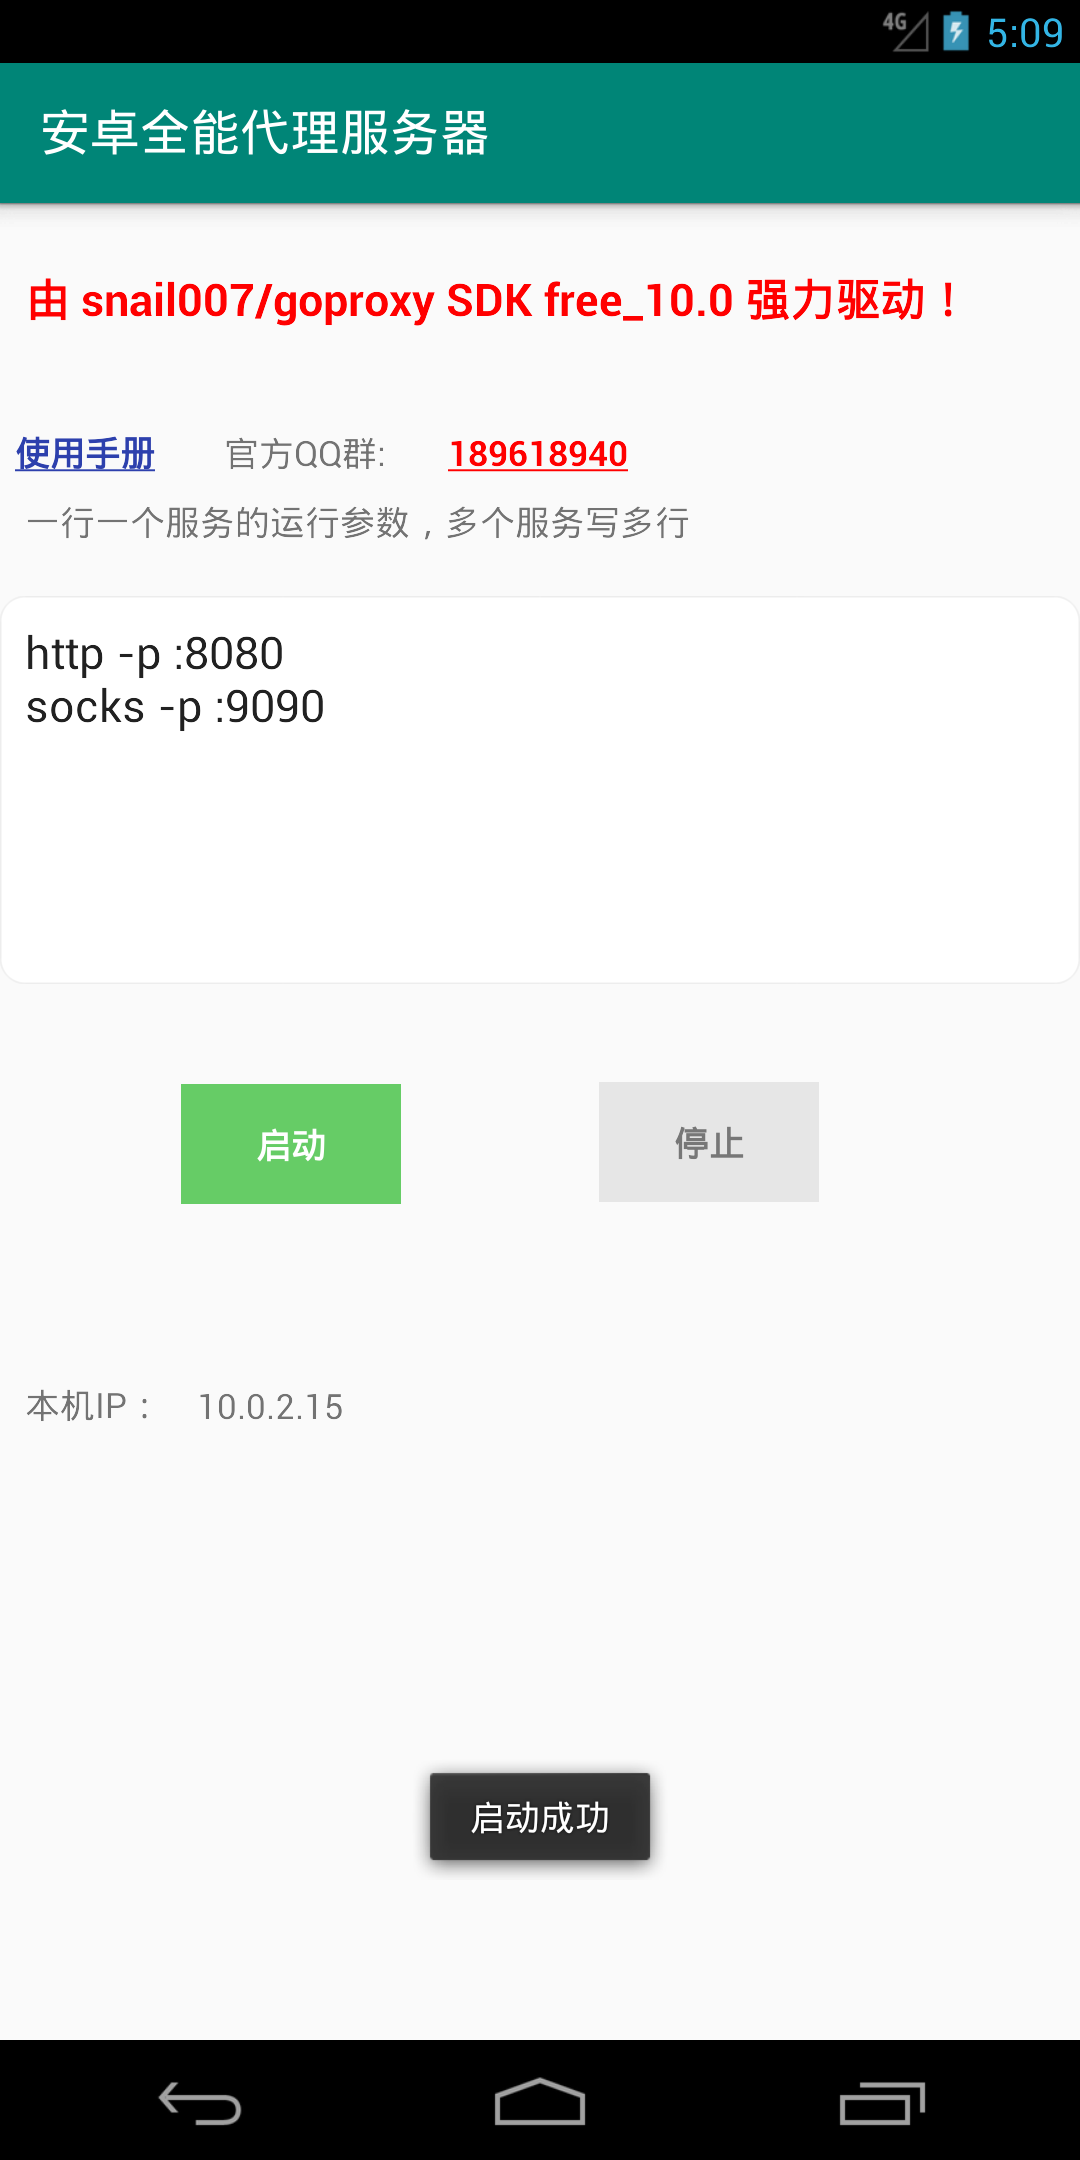 4G 5:09
安卓全能代理服务器
由 snail007/goproxy SDK free_10.0 强力驱动！
使用手册 官方QQ群: 189618940
一行一个服务的运行参数，多个服务写多行
http -p :8080
socks -p :9090
启动 停止
本机IP： 10.0.2.15
启动成功